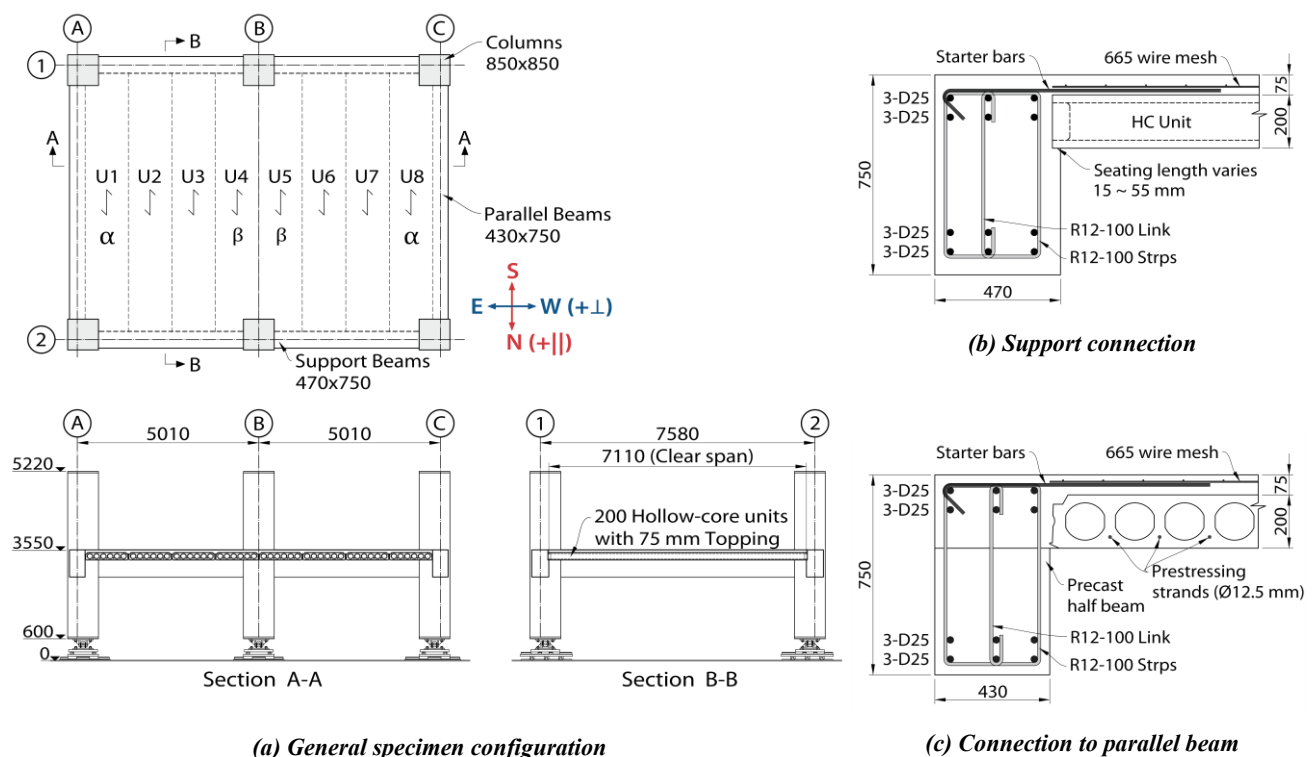 A
B
C
B
Columns
850x850
1
A
A
U1
U2
U3
U4
U5
U6
U7
U8
α
β
β
α
Parallel Beams
430x750
S
E
W (+⊥)
N (+||)
2
B
Support Beams
470x750
A
B
C
5010
5010
5220
3550
600
0
Section A-A
1
2
7580
7110 (Clear span)
200 Hollow-core units
with 75 mm Topping
Section B-B
(a) General specimen configuration
Starter bars
665 wire mesh
75
200
3-D25
3-D25
HC Unit
750
Seating length varies
15 ~ 55 mm
R12-100 Link
3-D25
3-D25
R12-100 Strps
470
(b) Support connection
Starter bars
665 wire mesh
75
200
3-D25
3-D25
750
Precast
half beam
Prestressing
strands (Ø12.5 mm)
R12-100 Link
3-D25
3-D25
R12-100 Strps
430
(c) Connection to parallel beam